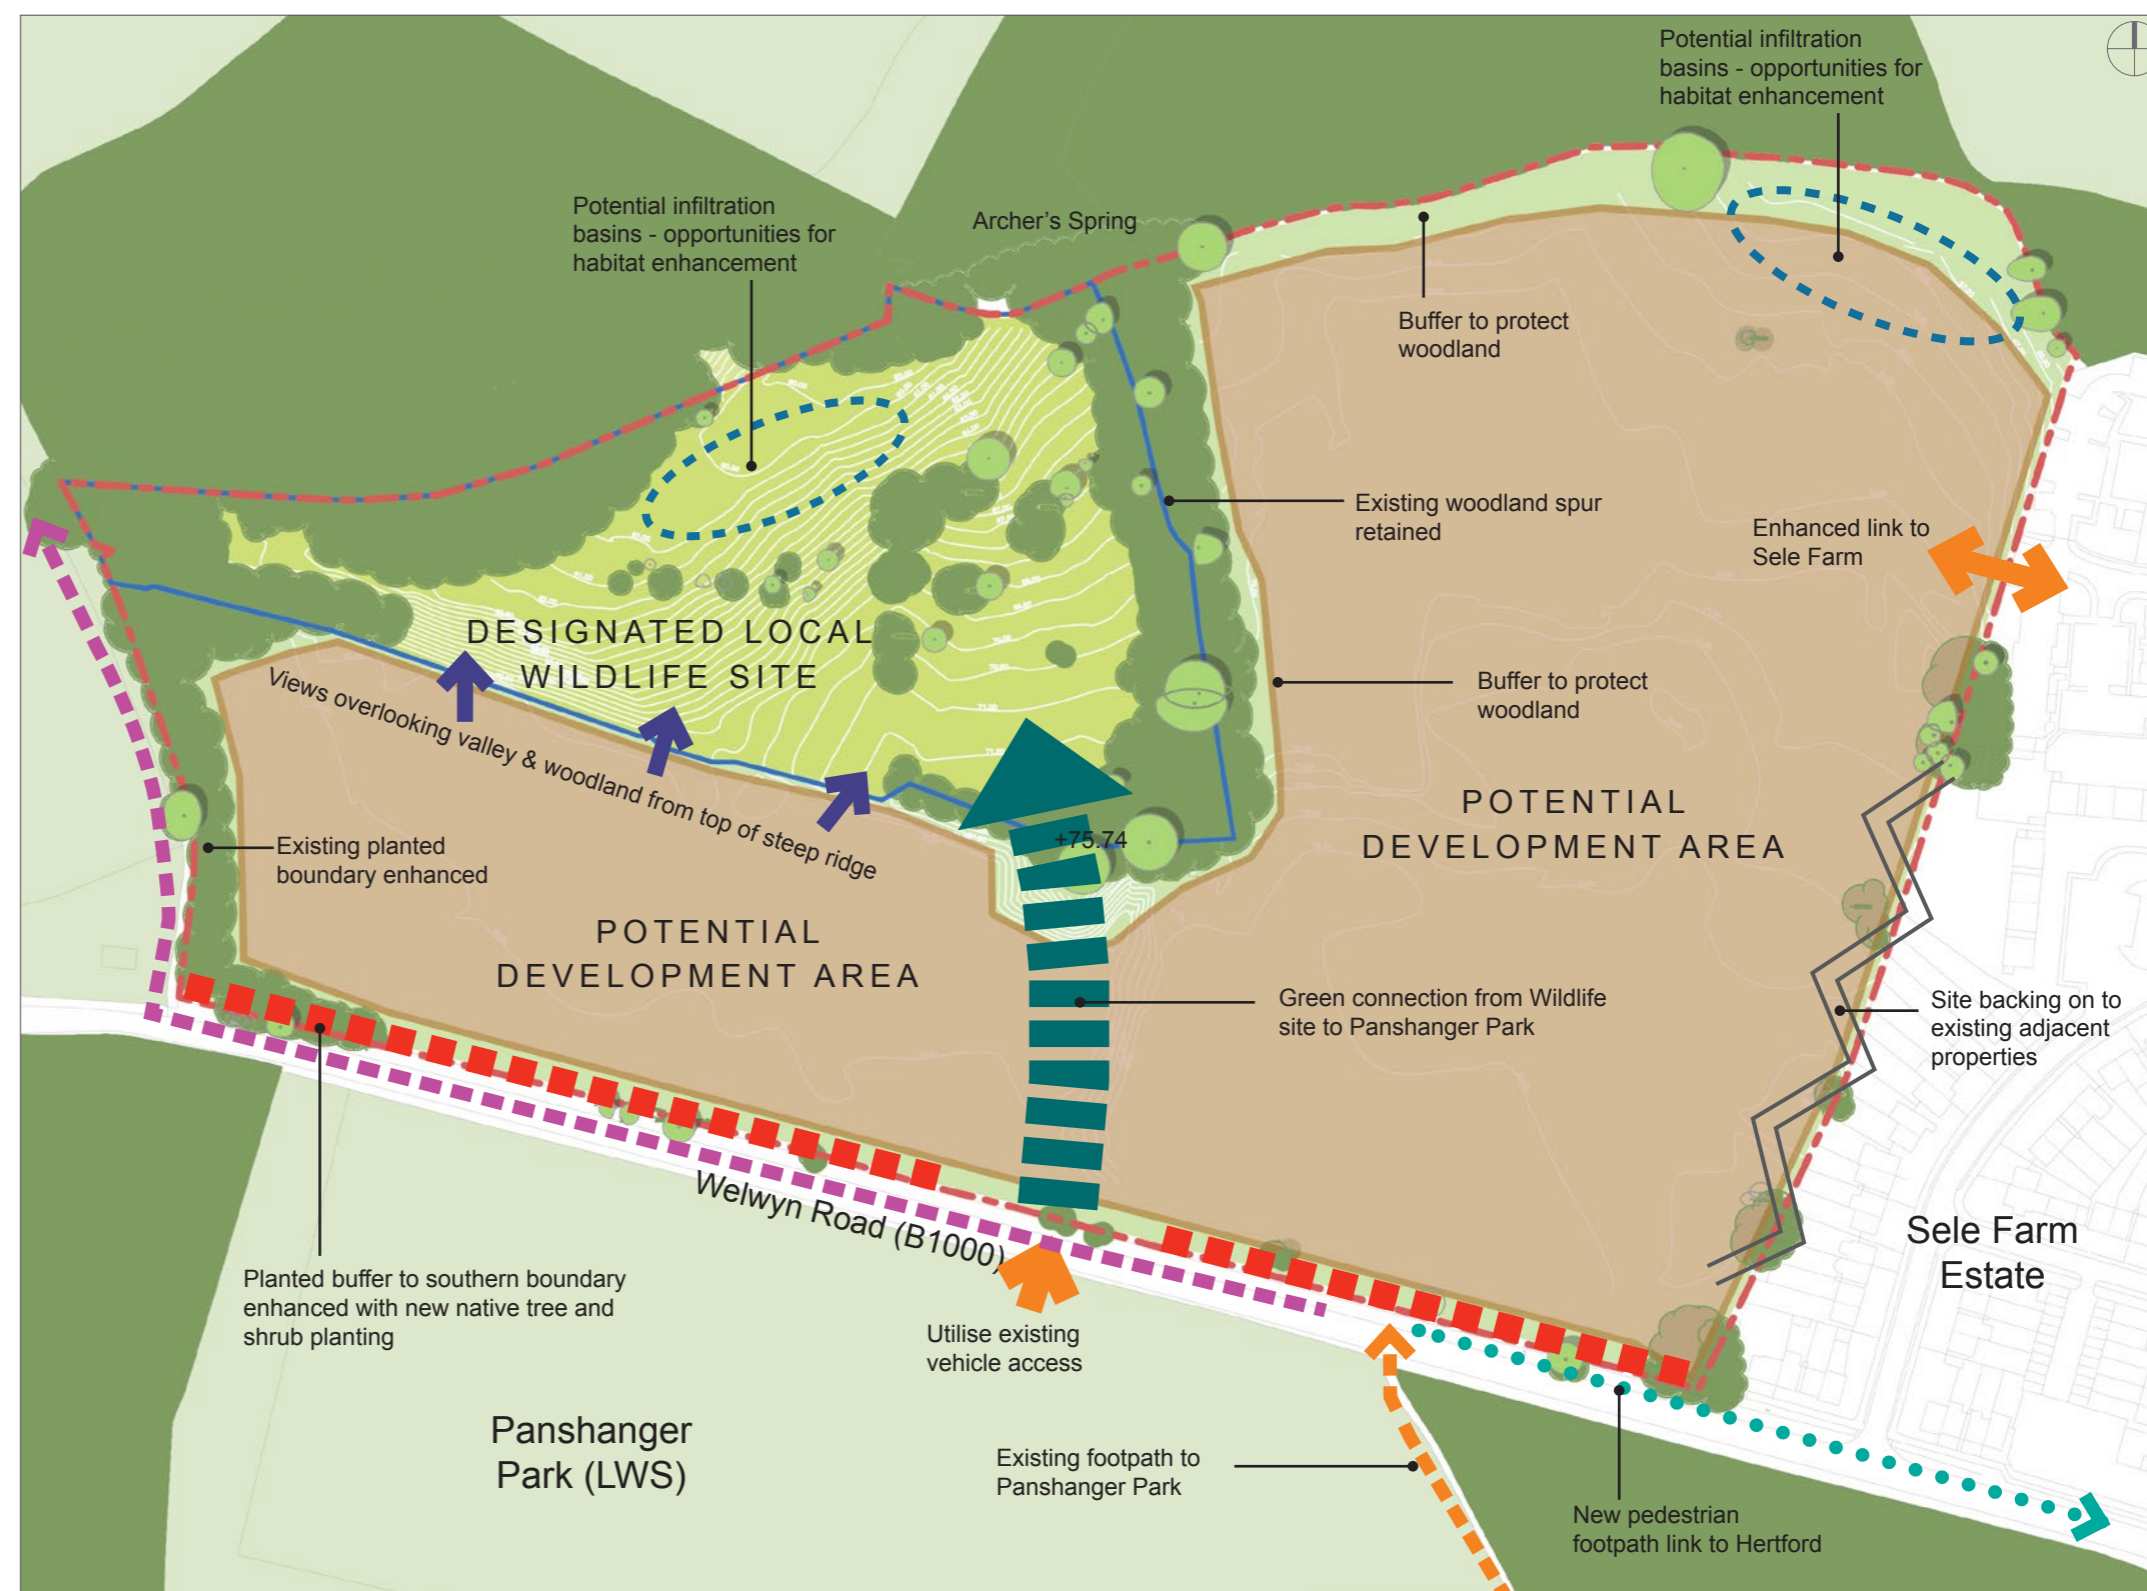 Potential infiltration
basins - opportunities for
habitat enhancement
Potential infiltration
basins - opportunities for
habitat enhancement
Archer's Spring
Buffer to protect
woodland
Existing woodland spur
retained
Enhanced link to
Sele Farm
DESIGNATED LOCAL
WILDLIFE SITE
Views overlooking valley & woodland from top of steep ridge
Buffer to protect
woodland
POTENTIAL
DEVELOPMENT AREA
+75.74
Existing planted
boundary enhanced
POTENTIAL
DEVELOPMENT AREA
Green connection from Wildlife
site to Panshanger Park
Site backing on to
existing adjacent
properties
Welwyn Road (B1000)
Sele Farm
Estate
Planted buffer to southern boundary
enhanced with new native tree and
shrub planting
Utilise existing
vehicle access
Panshanger
Park (LWS)
Existing footpath to
Panshanger Park
New pedestrian
footpath link to Hertford